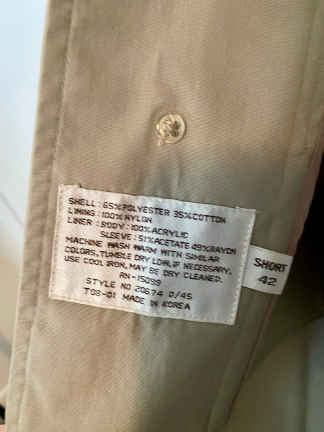 SHELL: 65% POLYESTER 35% COTTON
LINING: 100% NYLON
LINER: BODY: 100% ACRYLIC
SLEEVE: 51% ACETATE 49% RAYON
MACHINE WASH WARM WITH SIMILAR
COLORS, TUMBLE DRY LOW, IF NECESSARY,
USE COOL IRON, MAY BE DRY CLEANED.
RN-15099
STYLE NO 20674 D/45
T08-01 MADE IN KOREA
SHORT
42